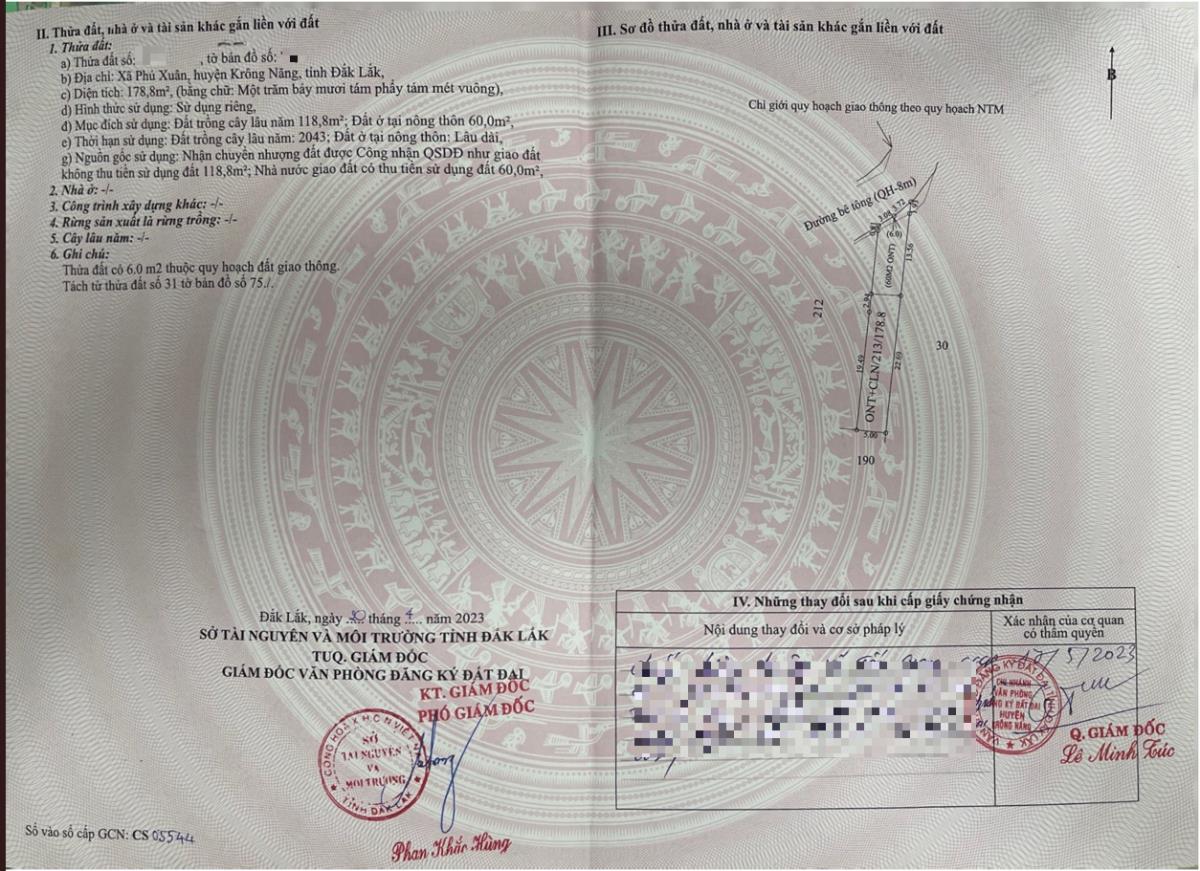 II. Thửa đất, nhà ở và tài sản khác gắn liền với đất
1. Thửa đất:
a) Thửa đất số: , tờ bản đồ số:
b) Địa chỉ: Xã Phú Xuân, huyện Krông Năng, tỉnh Đắk Lắk,
c) Diện tích: 178,8m², (bằng chữ: Một trăm bảy mươi tám phẩy tám mét vuông),
d) Hình thức sử dụng: Sử dụng riêng,
đ) Mục đích sử dụng: Đất trồng cây lâu năm 118,8m²; Đất ở tại nông thôn 60,0m²,
e) Thời hạn sử dụng: Đất trồng cây lâu năm: 2043; Đất ở tại nông thôn: Lâu dài,
g) Nguồn gốc sử dụng: Nhận chuyển nhượng đất được Công nhận QSDĐ như giao đất
không thu tiền sử dụng đất 118,8m²; Nhà nước giao đất có thu tiền sử dụng đất 60,0m²,
2. Nhà ở: -/-
3. Công trình xây dựng khác: -/-
4. Rừng sản xuất là rừng trồng: -/-
5. Cây lâu năm: -/-
6. Ghi chú:
Thửa đất có 6.0 m2 thuộc quy hoạch đất giao thông.
Tách từ thửa đất số 31 tờ bản đồ số 75./.
III. Sơ đồ thửa đất, nhà ở và tài sản khác gắn liền với đất
B
Chỉ giới quy hoạch giao thông theo quy hoạch NTM
Đường bê tông (QH-8m)
3.08
3.72
(6.0)
13.56
(60M2 ONT)
2.94
212
ONT+CLN/213/178.8
30
19.49
22.69
5.00
190
Đắk Lắk, ngày 20 tháng 4 năm 2023
SỞ TÀI NGUYÊN VÀ MÔI TRƯỜNG TỈNH ĐẮK LẮK
TUQ. GIÁM ĐỐC
GIÁM ĐỐC VĂN PHÒNG ĐĂNG KÝ ĐẤT ĐAI
KT. GIÁM ĐỐC
PHÓ GIÁM ĐỐC
CỘNG HÒA X H C N VIỆT NAM
SỞ
TÀI NGUYÊN
VÀ
MÔI TRƯỜNG
TỈNH ĐẮK LẮK
Phan Khắc Hùng
Số vào sổ cấp GCN: CS 05544
IV. Những thay đổi sau khi cấp giấy chứng nhận
Nội dung thay đổi và cơ sở pháp lý
Xác nhận của cơ quan
có thẩm quyền
17/5/2023
CHI NHÁNH
VĂN PHÒNG
ĐĂNG KÝ ĐẤT ĐAI
HUYỆN
KRÔNG NĂNG
Q. GIÁM ĐỐC
Lê Minh Túc